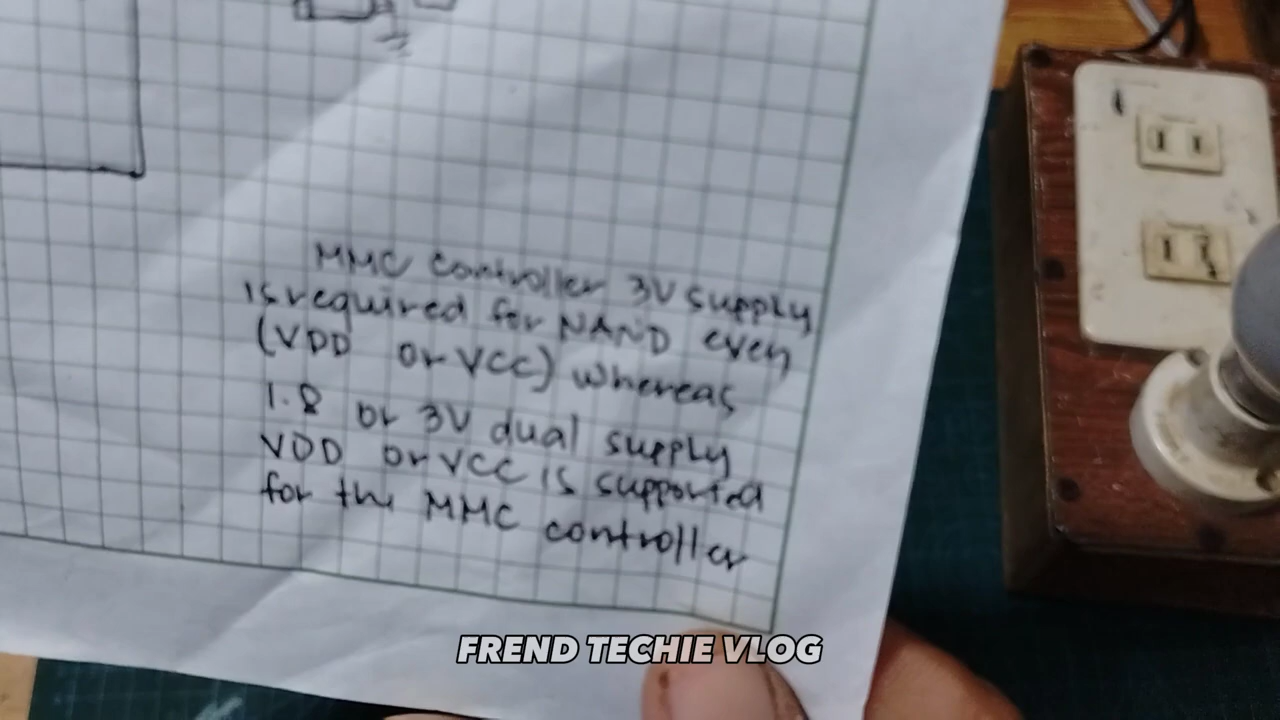 MMC controller 3V supply
is required for NAND even
(VDD or VCC) whereas
1.8 or 3V dual supply
VDD or VCC is supported
for the MMC controller
FREND TECHIE VLOG